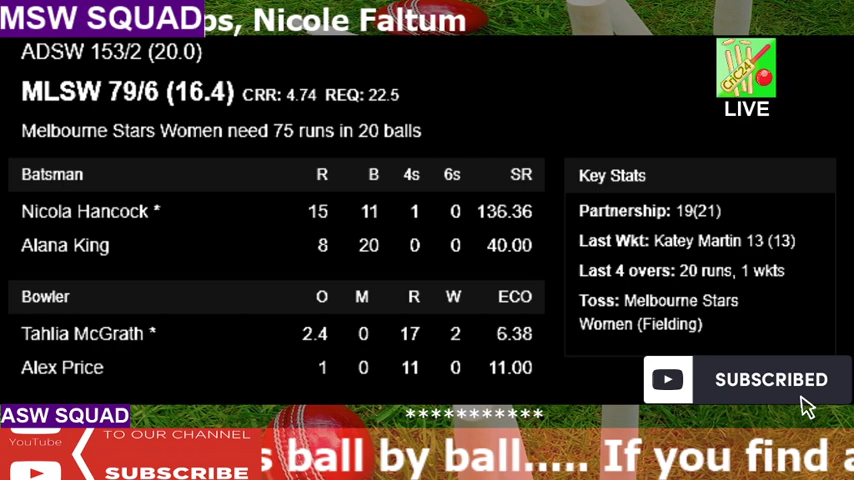 MSW SQUAD
s, Nicole Faltum
ADSW 153/2 (20.0)
MLSW 79/6 (16.4) CRR: 4.74 REQ: 22.5
Melbourne Stars Women need 75 runs in 20 balls
CriC24
LIVE
Batsman R B 4s 6s SR
Nicola Hancock * 15 11 1 0 136.36
Alana King 8 20 0 0 40.00
Bowler O M R W ECO
Tahlia McGrath * 2.4 0 17 2 6.38
Alex Price 1 0 11 0 11.00
Key Stats
Partnership: 19(21)
Last Wkt: Katey Martin 13 (13)
Last 4 overs: 20 runs, 1 wkts
Toss: Melbourne Stars
Women (Fielding)
SUBSCRIBED
ASW SQUAD
***********
YouTube
TO OUR CHANNEL
SUBSCRIBE
s ball by ball..... If you find a